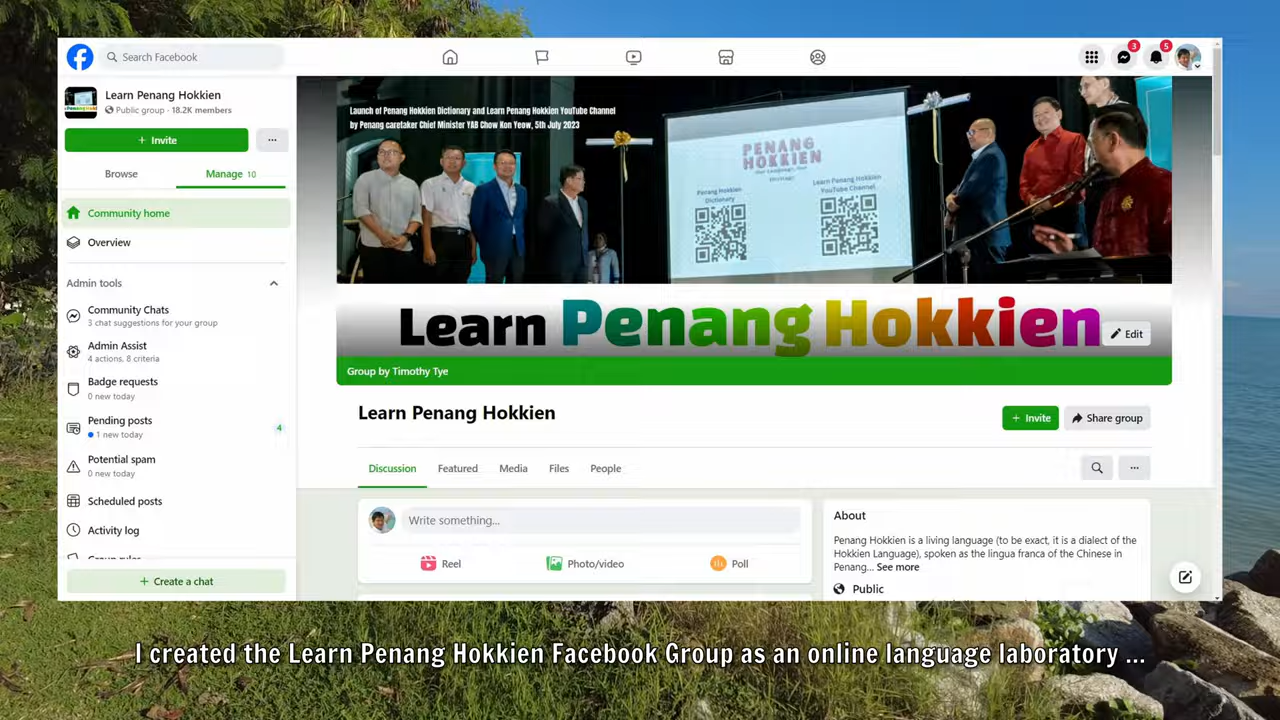 Search Facebook
3
5
Learn Penang Hokkien
Public group · 18.2K members
+ Invite
...
Browse
Manage 10
Community home
Overview
Admin tools
Community Chats
3 chat suggestions for your group
Admin Assist
4 actions, 8 criteria
Badge requests
0 new today
Pending posts
1 new today
4
Potential spam
0 new today
Scheduled posts
Activity log
Group rules
+ Create a chat
Launch of Penang Hokkien Dictionary and Learn Penang Hokkien YouTube Channel
by Penang caretaker Chief Minister YAB Chow Kon Yeow, 5th July 2023
PENANG
HOKKIEN
Our Language, Our
Heritage
Penang Hokkien
Dictionary
Learn Penang Hokkien
YouTube Channel
Learn Penang Hokkien
Edit
Group by Timothy Tye
Learn Penang Hokkien
+ Invite
Share group
Discussion
Featured
Media
Files
People
...
Write something...
Reel
Photo/video
Poll
About
Penang Hokkien is a living language (to be exact, it is a dialect of the
Hokkien Language), spoken as the lingua franca of the Chinese in
Penang... See more
Public
I created the Learn Penang Hokkien Facebook Group as an online language laboratory ...